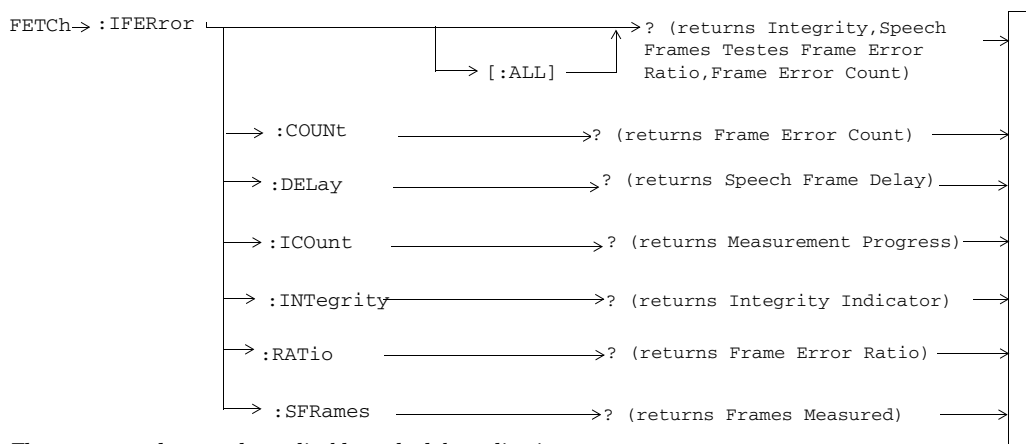 FETCh :IFERror ? (returns Integrity,Speech
Frames Testes Frame Error
[:ALL] Ratio,Frame Error Count)
:COUNt ? (returns Frame Error Count)
:DELay ? (returns Speech Frame Delay)
:ICOunt ? (returns Measurement Progress)
:INTegrity ? (returns Integrity Indicator)
:RATio ? (returns Frame Error Ratio)
:SFRames ? (returns Frames Measured)